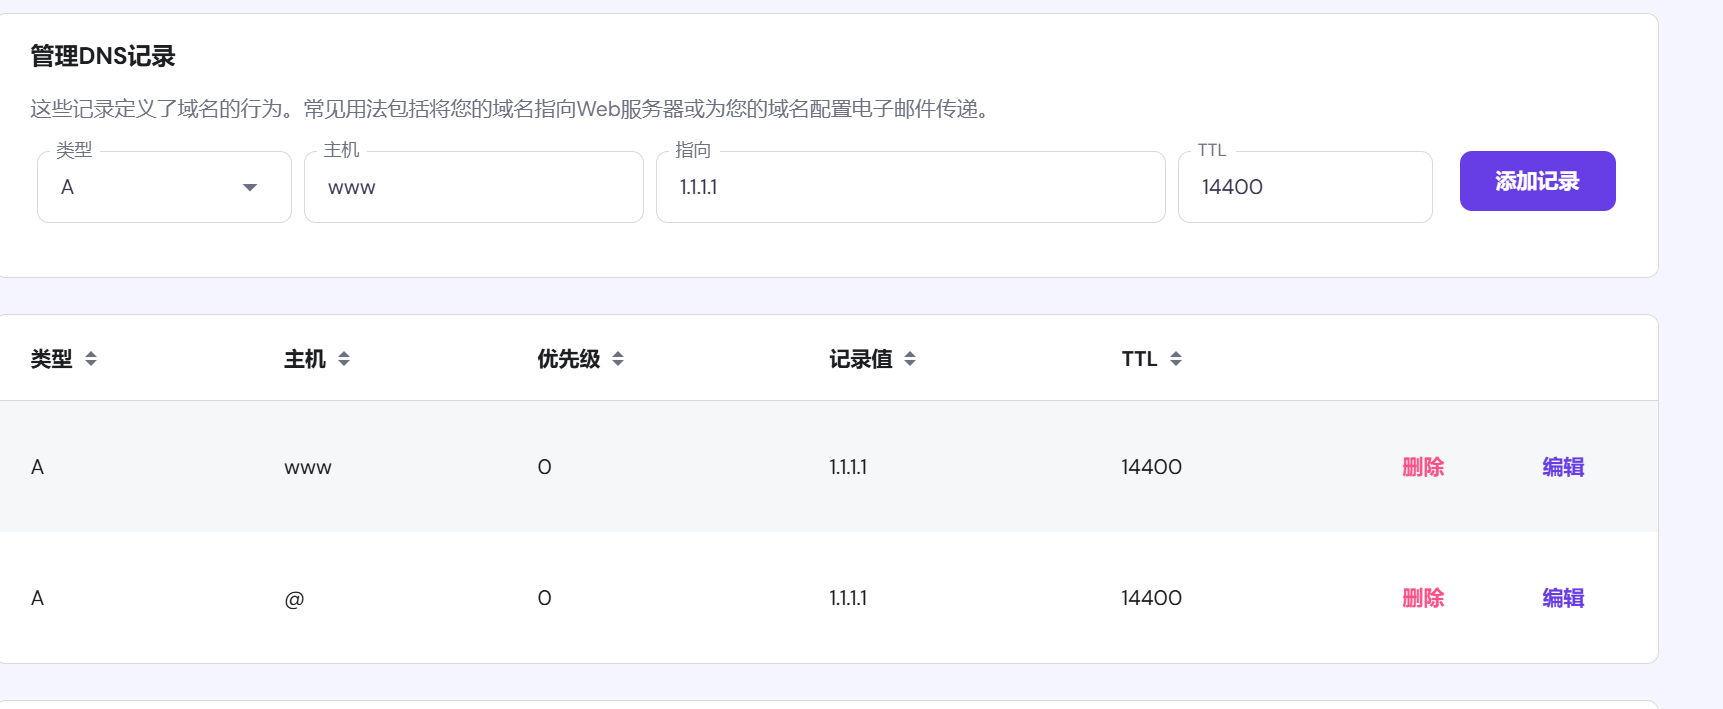 管理DNS记录
这些记录定义了域名的行为。常见用法包括将您的域名指向Web服务器或为您的域名配置电子邮件传递。
类型 主机 指向 TTL
A www 1.1.1.1 14400 添加记录
类型 主机 优先级 记录值 TTL
A www 0 1.1.1.1 14400 删除 编辑
A @ 0 1.1.1.1 14400 删除 编辑